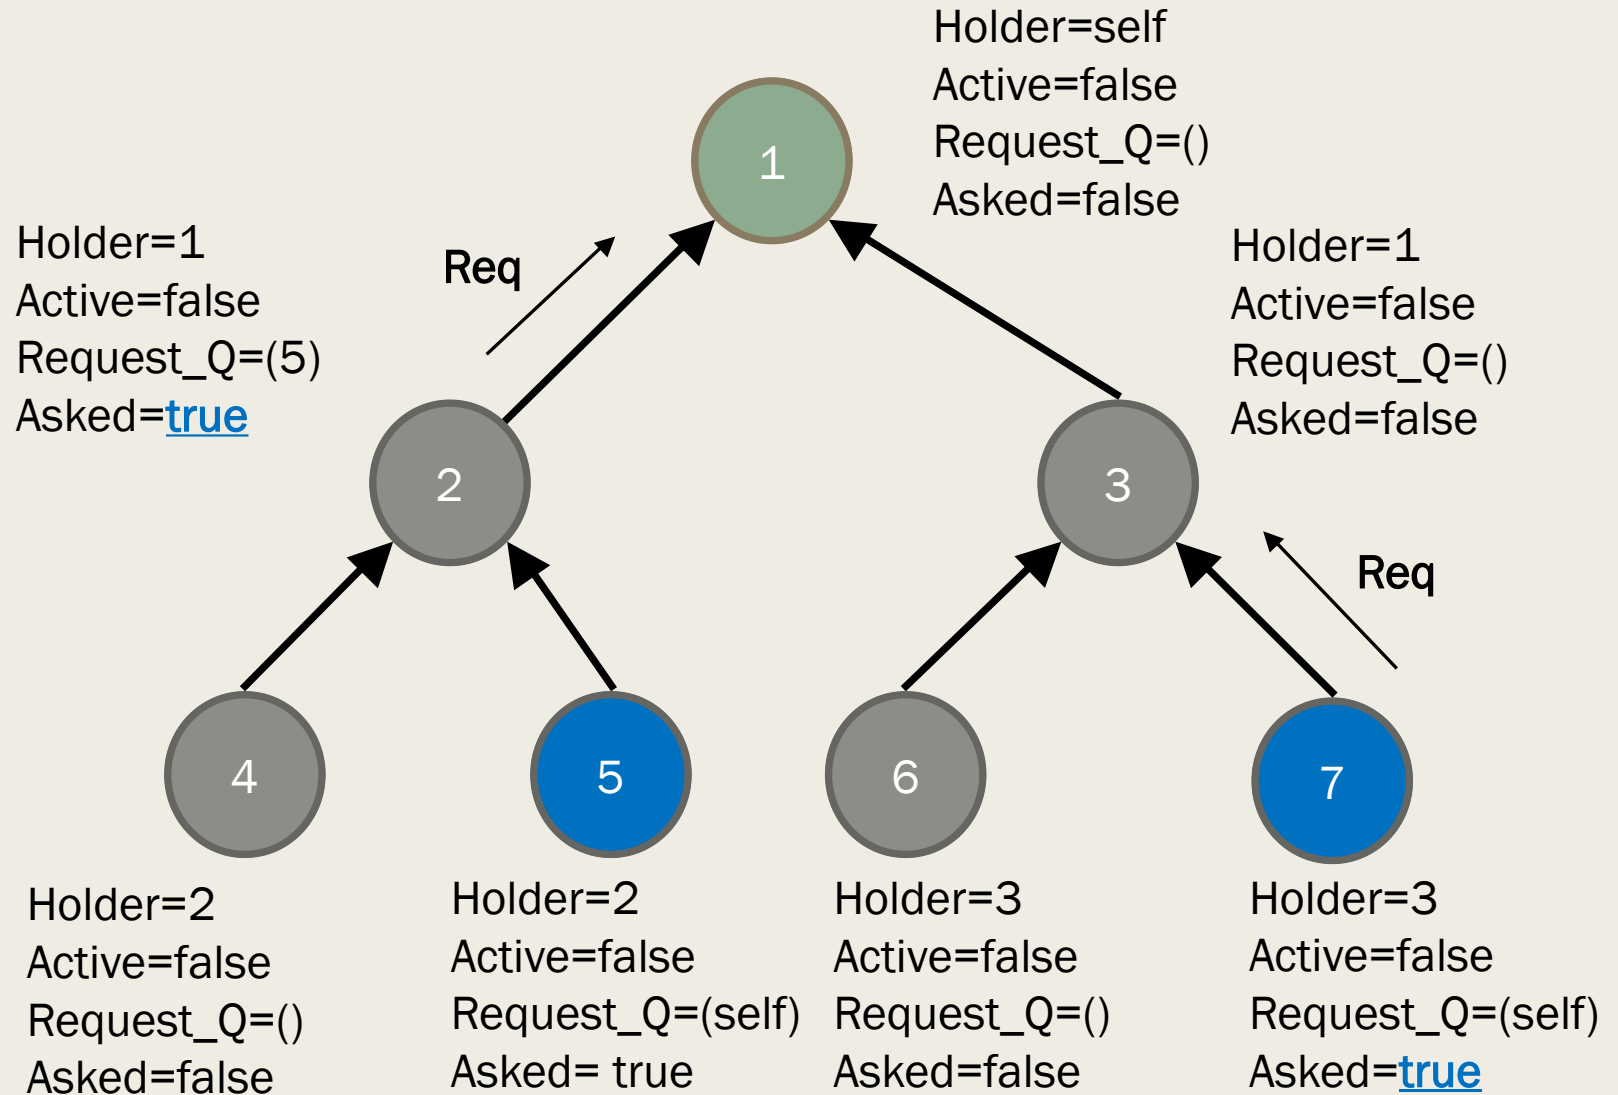 Holder=self
Active=false
Request_Q=()
Asked=false
1
Holder=1
Active=false
Request_Q=(5)
Asked=true
Req
Holder=1
Active=false
Request_Q=()
Asked=false
2
3
Req
4
5
6
7
Holder=2
Active=false
Request_Q=()
Asked=false
Holder=2
Active=false
Request_Q=(self)
Asked= true
Holder=3
Active=false
Request_Q=()
Asked=false
Holder=3
Active=false
Request_Q=(self)
Asked=true